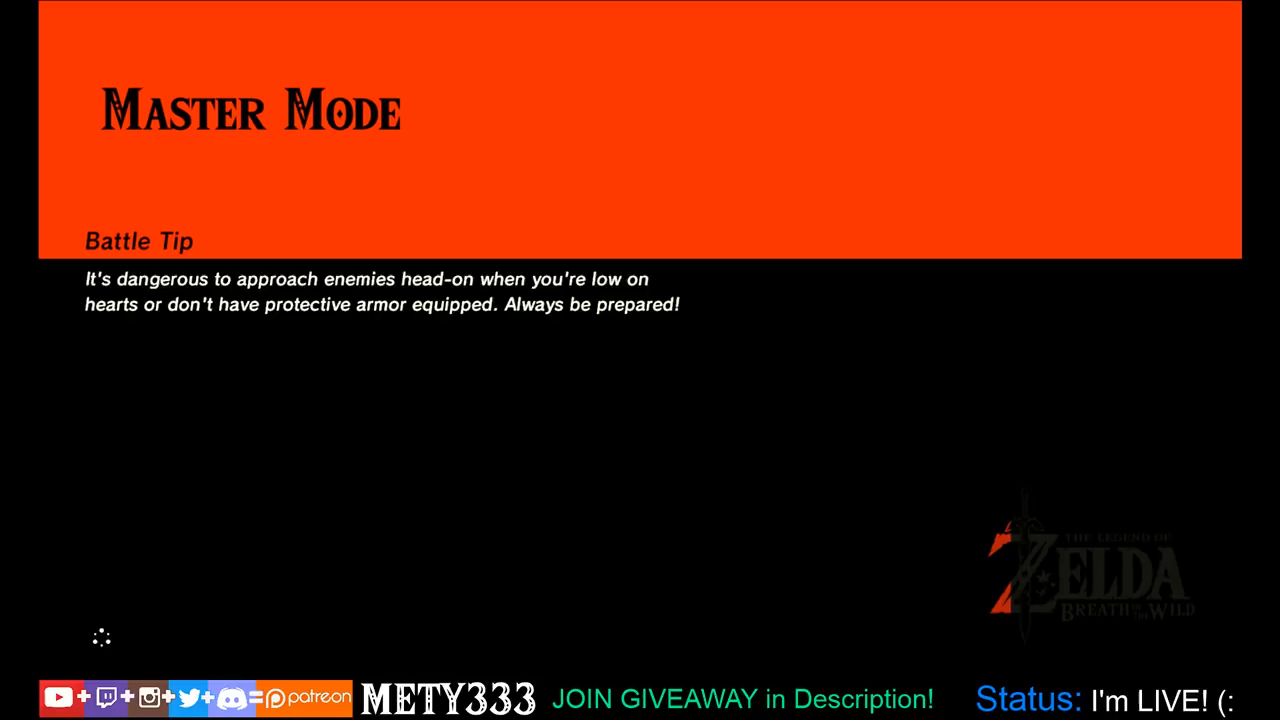 Master Mode
Battle Tip
It's dangerous to approach enemies head-on when you're low on
hearts or don't have protective armor equipped. Always be prepared!
THE LEGEND OF
ZELDA
BREATH OF THE WILD
patreon
METY333
JOIN GIVEAWAY in Description!
Status: I'm LIVE! (: